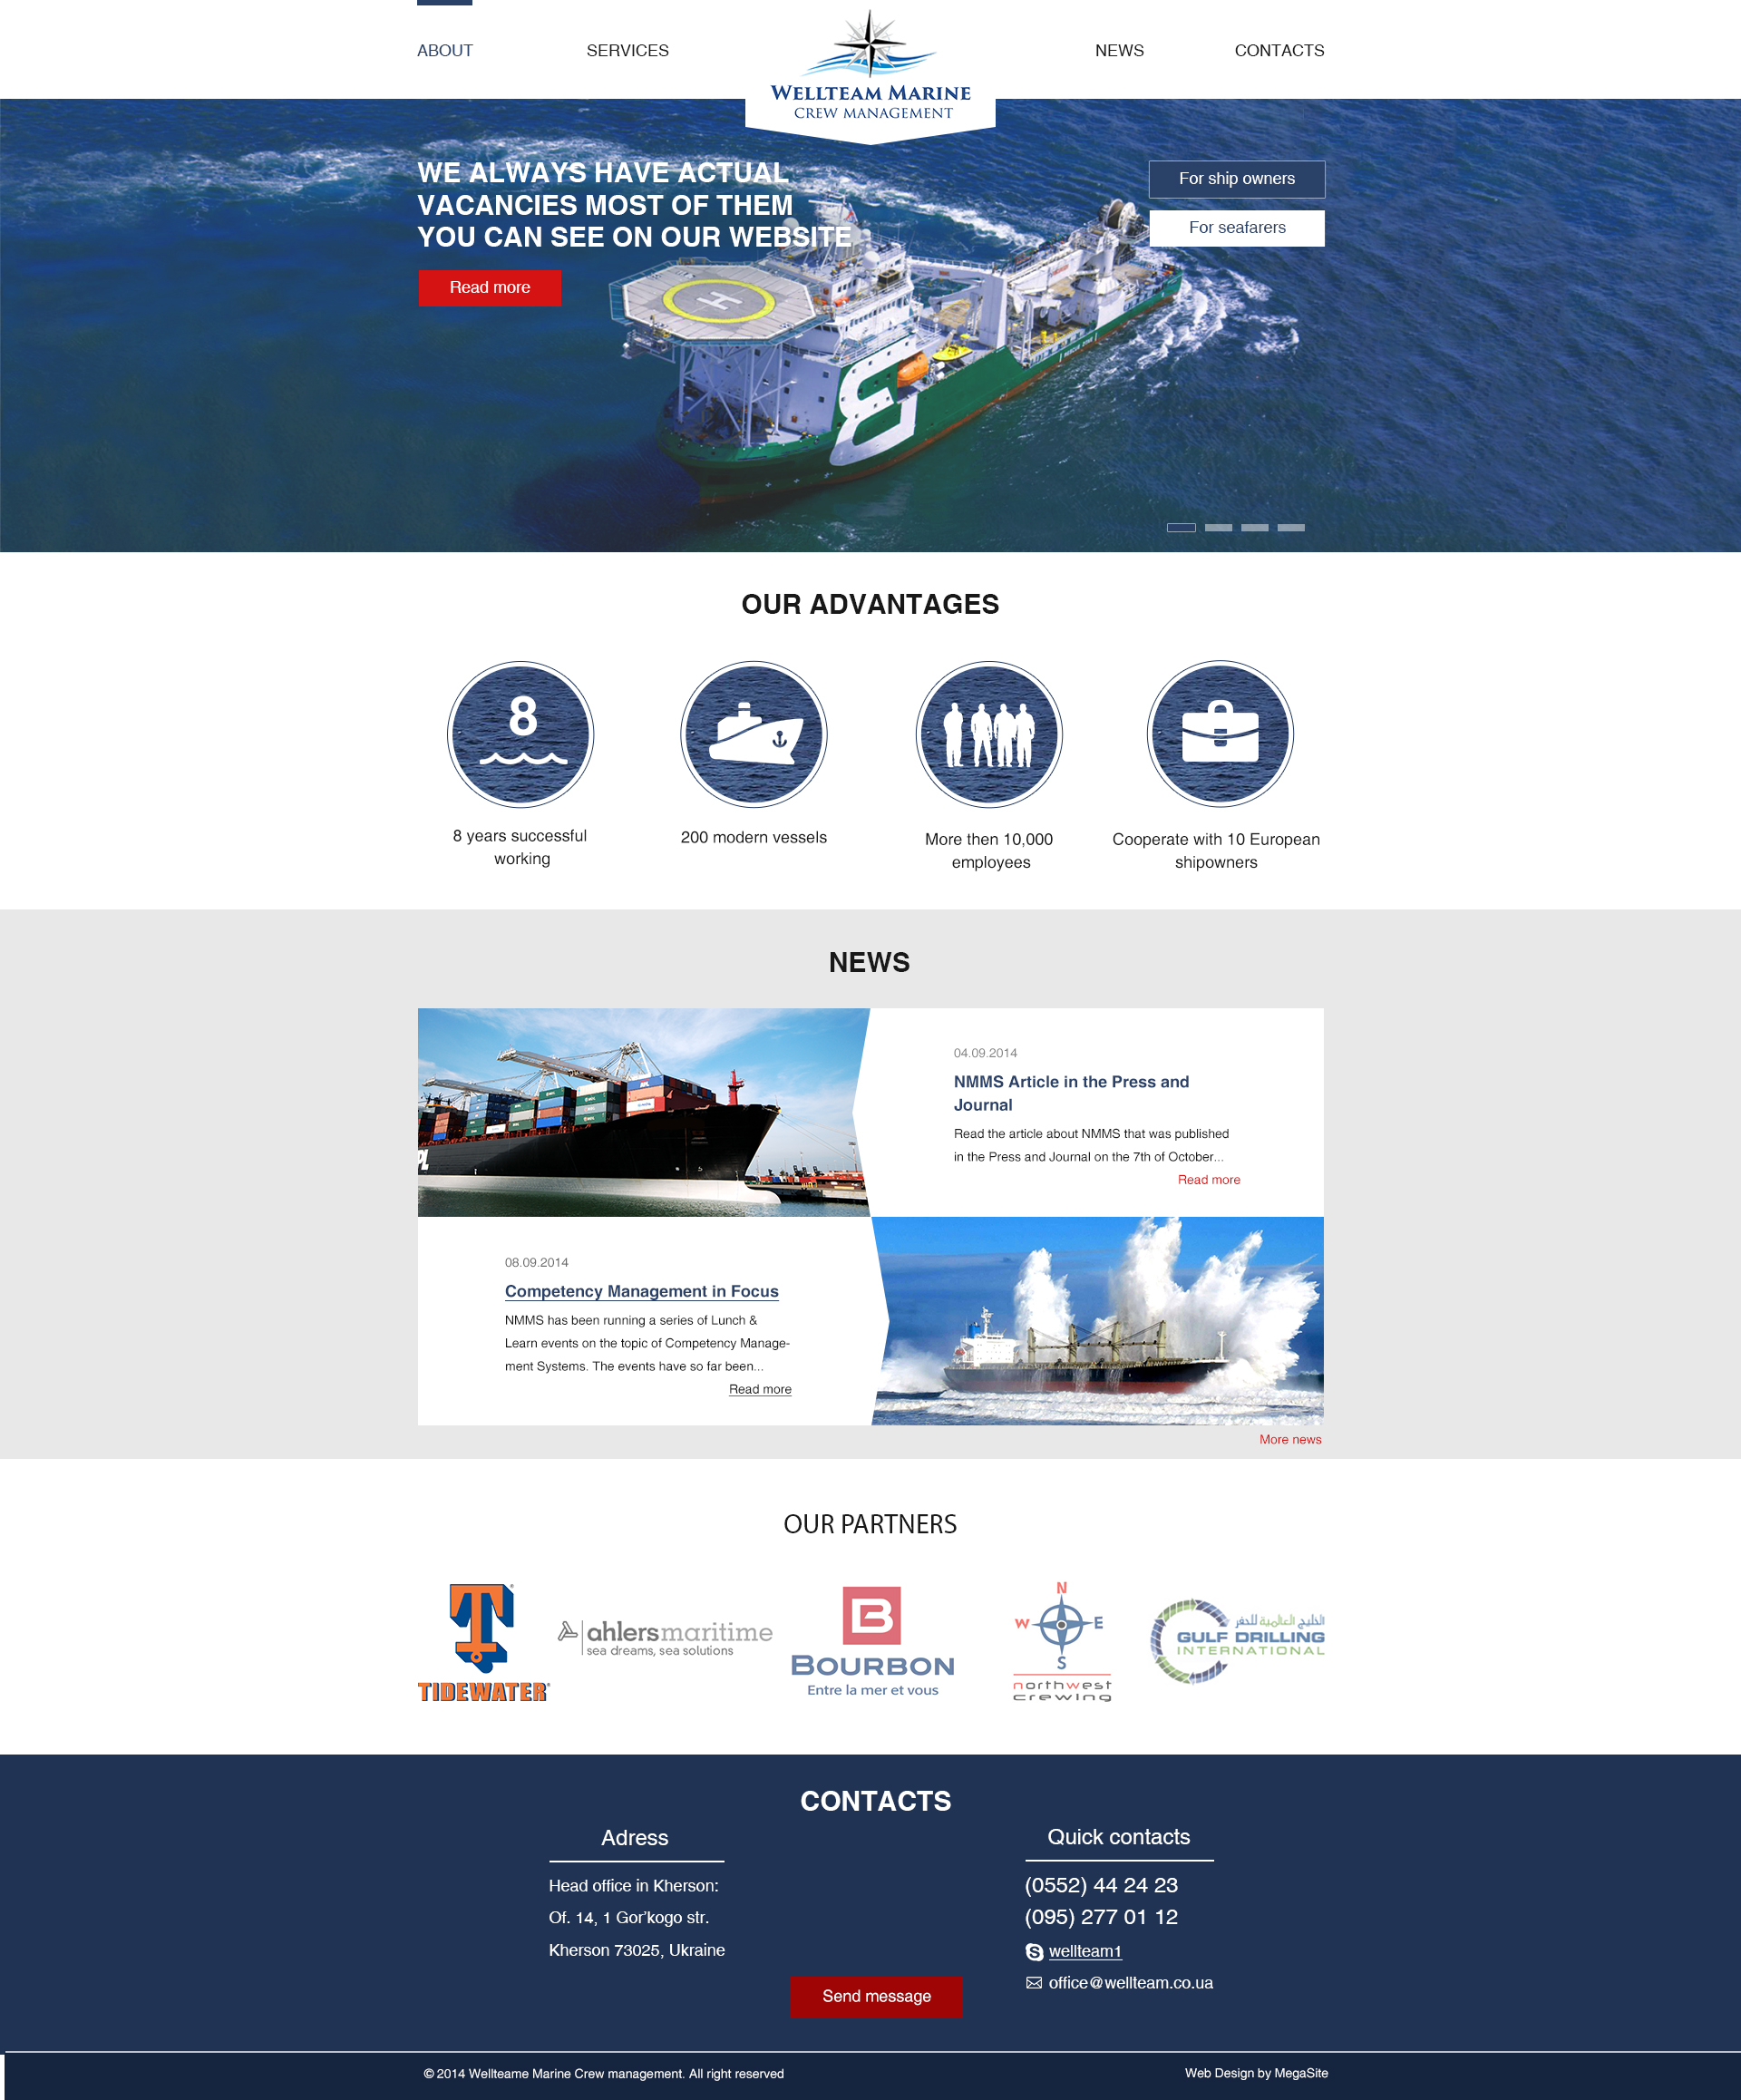 ABOUT
SERVICES
WELLTEAM MARINE
CREW MANAGEMENT
NEWS
CONTACTS
WE ALWAYS HAVE ACTUAL
VACANCIES MOST OF THEM
YOU CAN SEE ON OUR WEBSITE
Read more
For ship owners
For seafarers
H
OUR ADVANTAGES
8
8 years successful
working
200 modern vessels
More then 10,000
employees
Cooperate with 10 European
shipowners
NEWS
04.09.2014
NMMS Article in the Press and
Journal
Read the article about NMMS that was published
in the Press and Journal on the 7th of October...
Read more
08.09.2014
Competency Management in Focus
NMMS has been running a series of Lunch &
Learn events on the topic of Competency Manage-
ment Systems. The events have so far been...
Read more
More news
OUR PARTNERS
T
TIDEWATER
ahlersmaritime
sea dreams, sea solutions
B
BOURBON
Entre la mer et vous
N
W E
S
northwest
crewing
الخليج العالمية للحفر
GULF DRILLING
INTERNATIONAL
CONTACTS
Adress
Head office in Kherson:
Of. 14, 1 Gor'kogo str.
Kherson 73025, Ukraine
Quick contacts
(0552) 44 24 23
(095) 277 01 12
wellteam1
office@wellteam.co.ua
Send message
© 2014 Wellteame Marine Crew management. All right reserved
Web Design by MegaSite